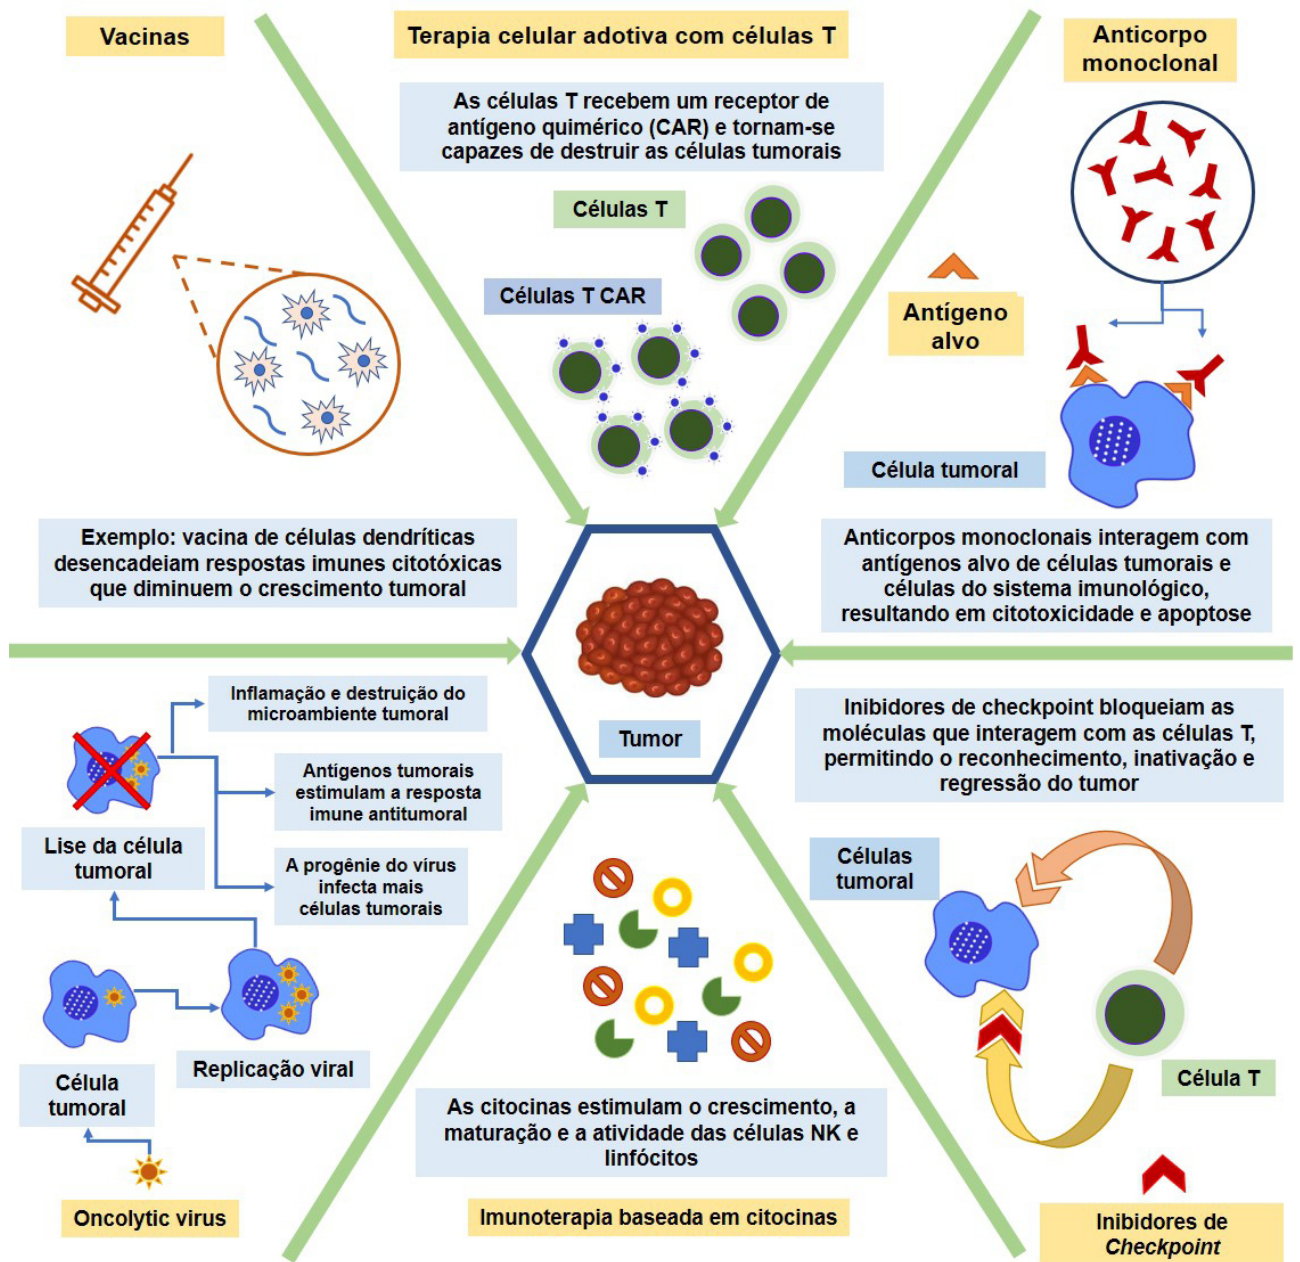 Vacinas
Terapia celular adotiva com células T
Anticorpo
monoclonal
As células T recebem um receptor de
antígeno quimérico (CAR) e tornam-se
capazes de destruir as células tumorais
Células T
Células T CAR
Antígeno
alvo
Célula tumoral
Exemplo: vacina de células dendríticas
desencadeiam respostas imunes citotóxicas
que diminuem o crescimento tumoral
Anticorpos monoclonais interagem com
antígenos alvo de células tumorais e
células do sistema imunológico,
resultando em citotoxicidade e apoptose
Tumor
Inflamação e destruição do
microambiente tumoral
Antígenos tumorais
estimulam a resposta
imune antitumoral
Lise da célula
tumoral
A progênie do vírus
infecta mais
células tumorais
Replicação viral
Célula
tumoral
Oncolytic virus
As citocinas estimulam o crescimento, a
maturação e a atividade das células NK e
linfócitos
Imunoterapia baseada em citocinas
Inibidores de checkpoint bloqueiam as
moléculas que interagem com as células T,
permitindo o reconhecimento, inativação e
regressão do tumor
Células
tumoral
Célula T
Inibidores de
Checkpoint